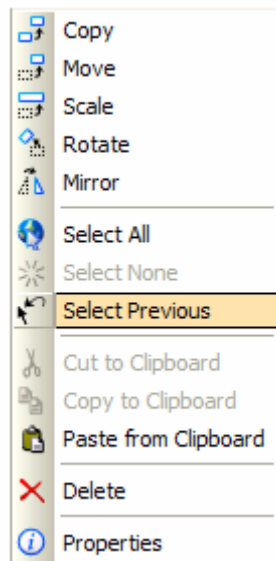 Copy
Move
Scale
Rotate
Mirror
Select All
Select None
Select Previous
Cut to Clipboard
Copy to Clipboard
Paste from Clipboard
Delete
Properties